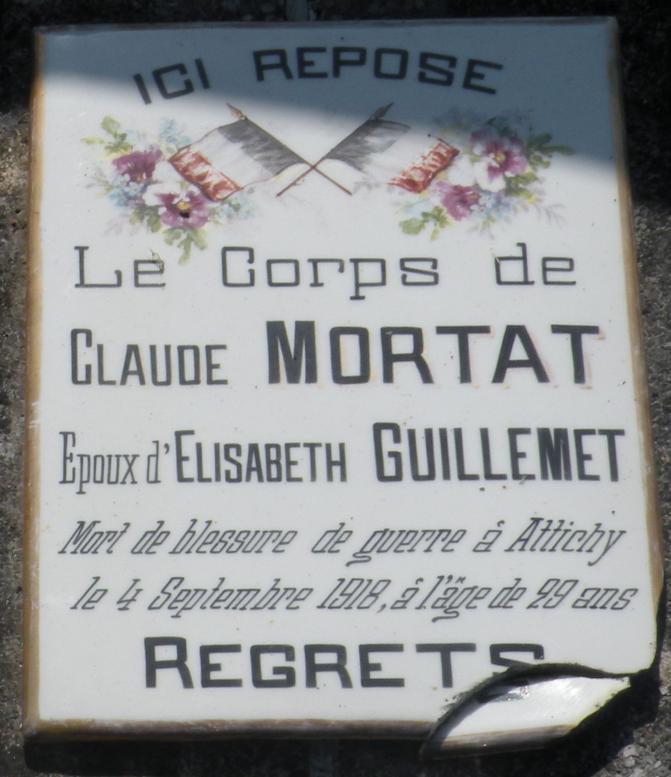 ICI REPOSE
Le Corps de
CLAUDE MORTAT
Epoux d'ELISABETH GUILLEMET
Mort de blessure de guerre à Attichy
le 4 Septembre 1918, à l'âge de 29 ans
REGRETS